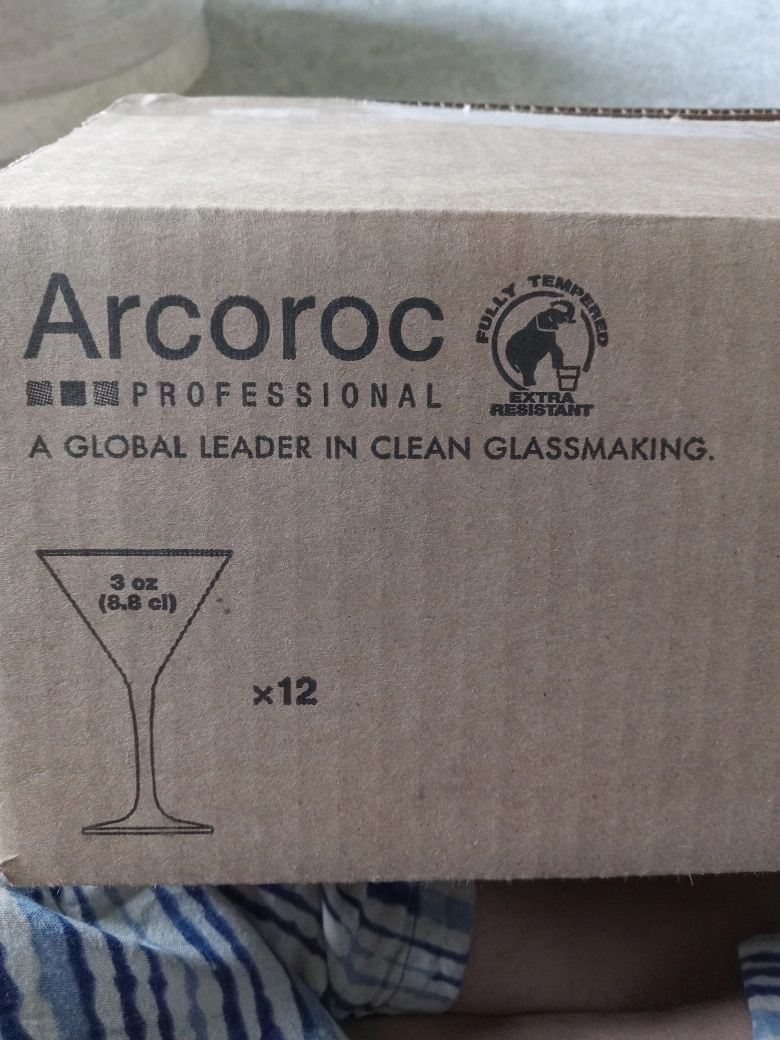 Arcoroc
PROFESSIONAL
FULLY TEMPERED
EXTRA
RESISTANT
A GLOBAL LEADER IN CLEAN GLASSMAKING.
3 oz
(8.8 cl)
x12